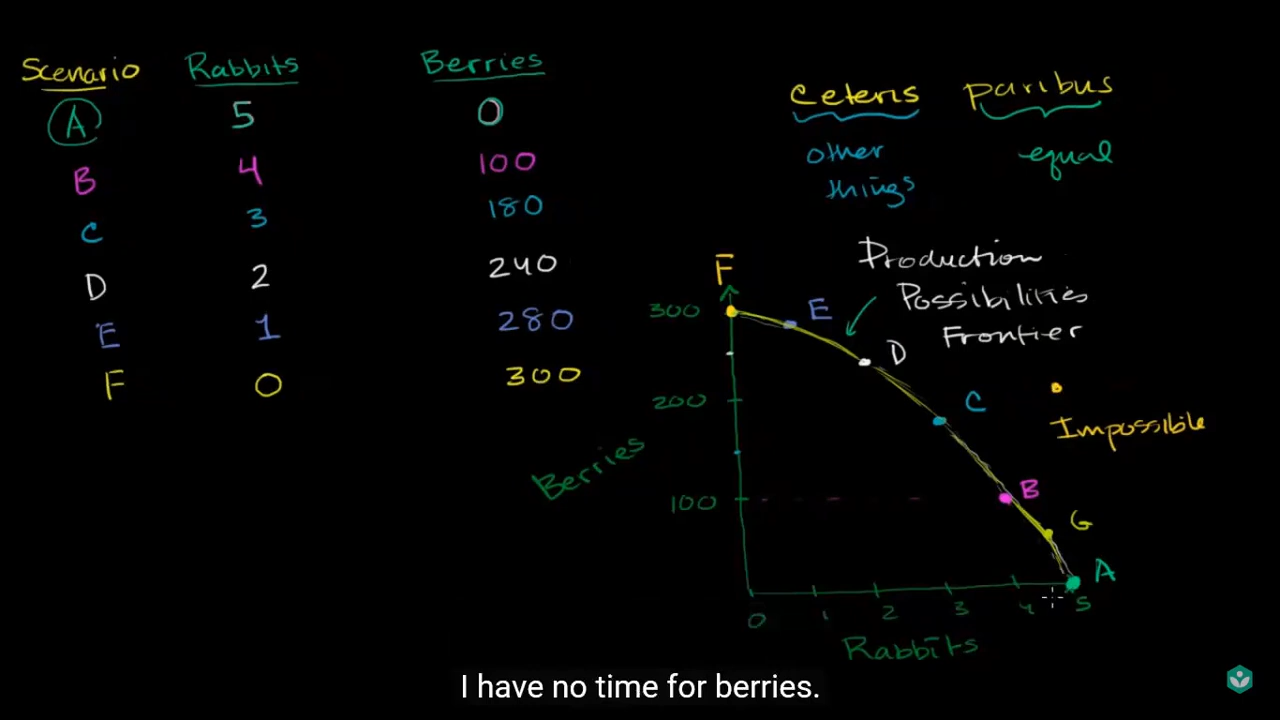 Scenario Rabbits Berries
A 5 0
B 4 100
C 3 180
D 2 240
E 1 280
F 0 300
Ceteris paribus
other equal
things
Production
Possibilities
Frontier
F
300 E
D
200 C
Impossible
Berries
100 B
G
A
0 1 2 3 4 5
Rabbits
I have no time for berries.